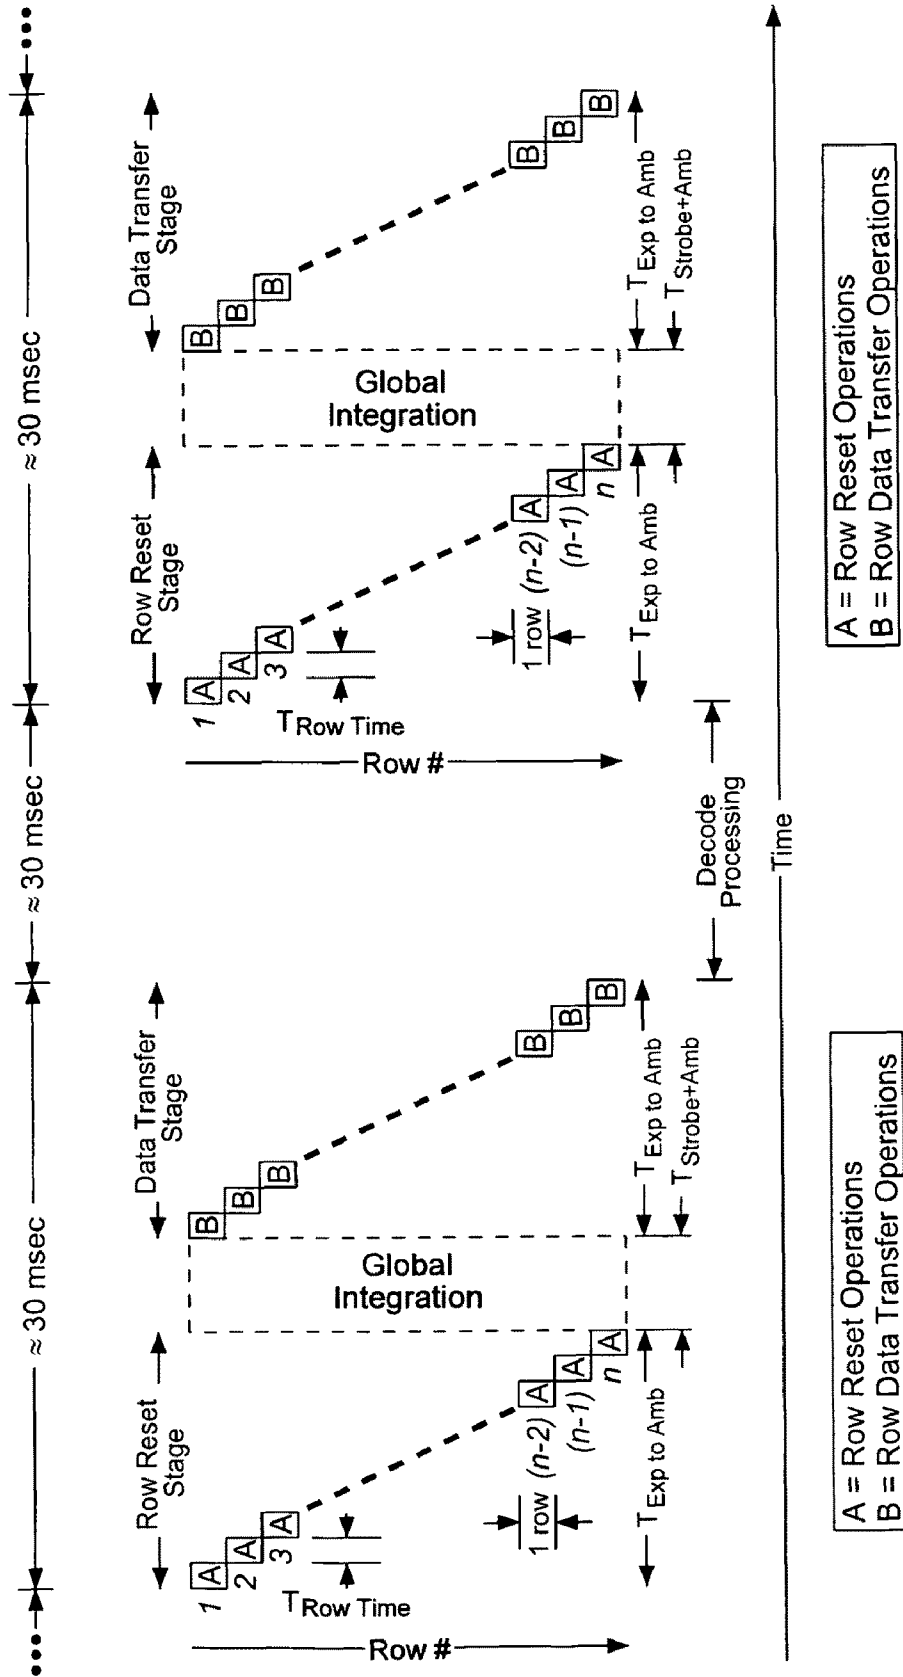 ••• ≈ 30 msec ≈ 30 msec ≈ 30 msec •••
Row Reset
Stage
Data Transfer
Stage
1 A
2 A
3 A
T Row Time
Row #
1 row
(n-2) A
(n-1) A
n A
Global
Integration
B
B
B
B
B
B
T Exp to Amb
T Exp to Amb
T Strobe+Amb
Decode
Processing
Row Reset
Stage
Data Transfer
Stage
1 A
2 A
3 A
T Row Time
Row #
1 row
(n-2) A
(n-1) A
n A
Global
Integration
B
B
B
B
B
B
T Exp to Amb
T Exp to Amb
T Strobe+Amb
Time
A = Row Reset Operations
B = Row Data Transfer Operations
A = Row Reset Operations
B = Row Data Transfer Operations